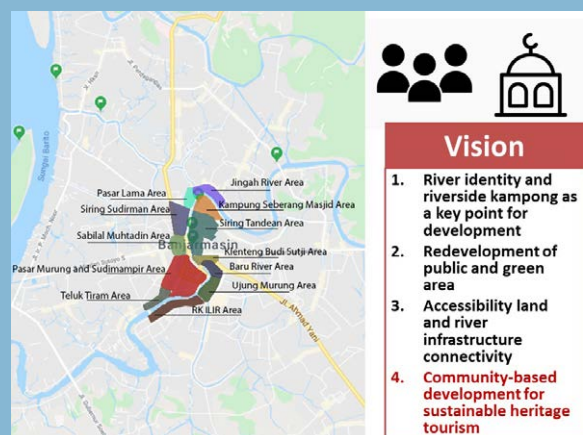 Sungai Barito
Jl. Ahmad Yani
Pasar Lama Area
Jingah River Area
Kampung Seberang Masjid Area
Siring Sudirman Area
Siring Tandean Area
Sabilal Muhtadin Area
Banjarmasin
Klenteng Budi Sutji Area
Pasar Murung and Sudimampir Area
Baru River Area
Teluk Tiram Area
Ujung Murung Area
RK ILIR Area
Vision
1. River identity and
riverside kampong as
a key point for
development
2. Redevelopment of
public and green
area
3. Accessibility land
and river
infrastructure
connectivity
4. Community-based
development for
sustainable heritage
tourism